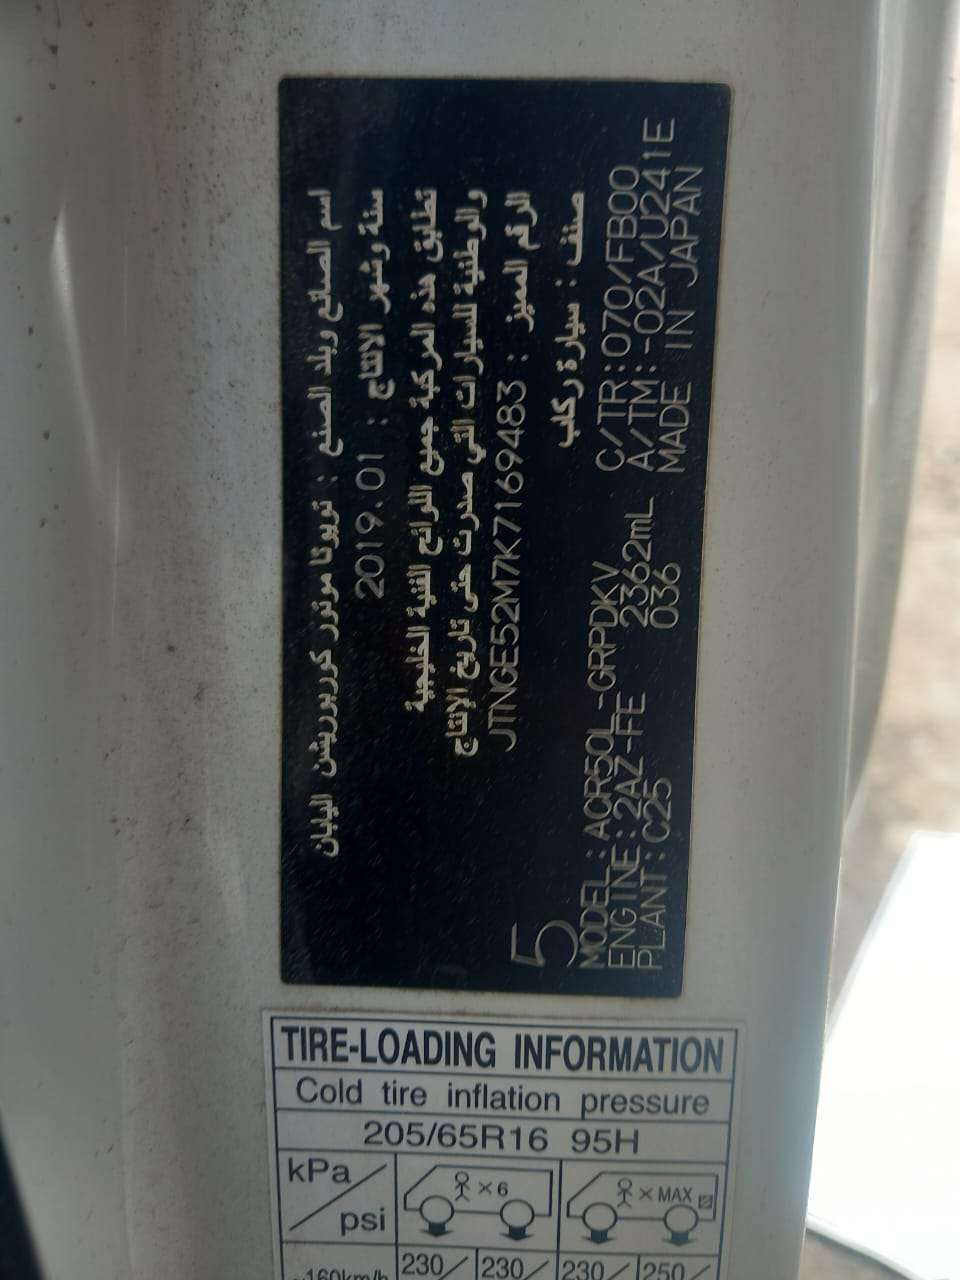 اسم الصانع وبلد الصنع : تويوتا موتور كوربوريشن اليابان
سنة وشهر الانتاج : 2019.01
تطابق هذه المركبة جميع اللوائح الفنية الخليجية
والوطنية للسيارات التي صدرت حتى تاريخ الإنتاج
الرقم المميز : JTNGE52M7K7169483
صنف : سيارة ركاب
5
MODEL : ACR50L-GRPDKV C/TR: 070/FB00
ENGINE: 2AZ-FE 2362mL A/TM: -02A/U241E
PLANT: C25 036 MADE IN JAPAN
TIRE-LOADING INFORMATION
Cold tire inflation pressure
205/65R16 95H
kPa/psi ×6 ×MAX
~160km/h 230/ 230/ 230/ 250/